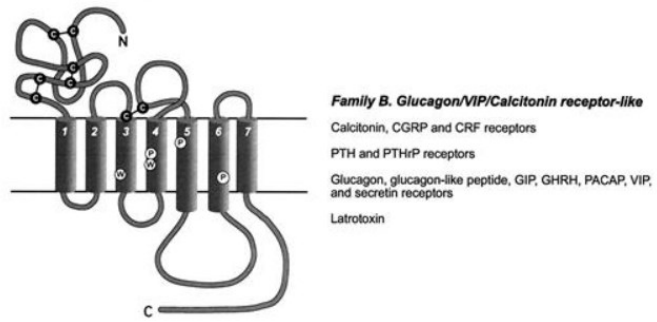 N
C C
C
C C
C
C C
1 2 3 4 5 6 7
P
P
W W
P
C
Family B. Glucagon/VIP/Calcitonin receptor-like
Calcitonin, CGRP and CRF receptors
PTH and PTHrP receptors
Glucagon, glucagon-like peptide, GIP, GHRH, PACAP, VIP,
and secretin receptors
Latrotoxin